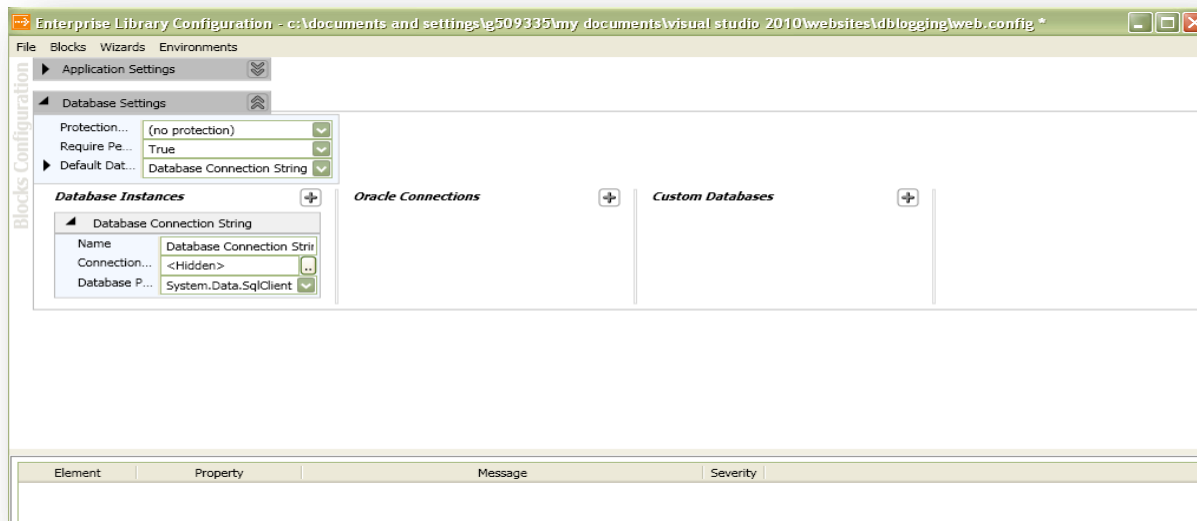 Enterprise Library Configuration - c:\documents and settings\g509335\my documents\visual studio 2010\websites\dblogging\web.config *
File Blocks Wizards Environments
Blocks Configuration
Application Settings
Database Settings
Protection... (no protection)
Require Pe... True
Default Dat... Database Connection String
Database Instances Oracle Connections Custom Databases
Database Connection String
Name Database Connection Strin
Connection... <Hidden> ..
Database P... System.Data.SqlClient
Element Property Message Severity